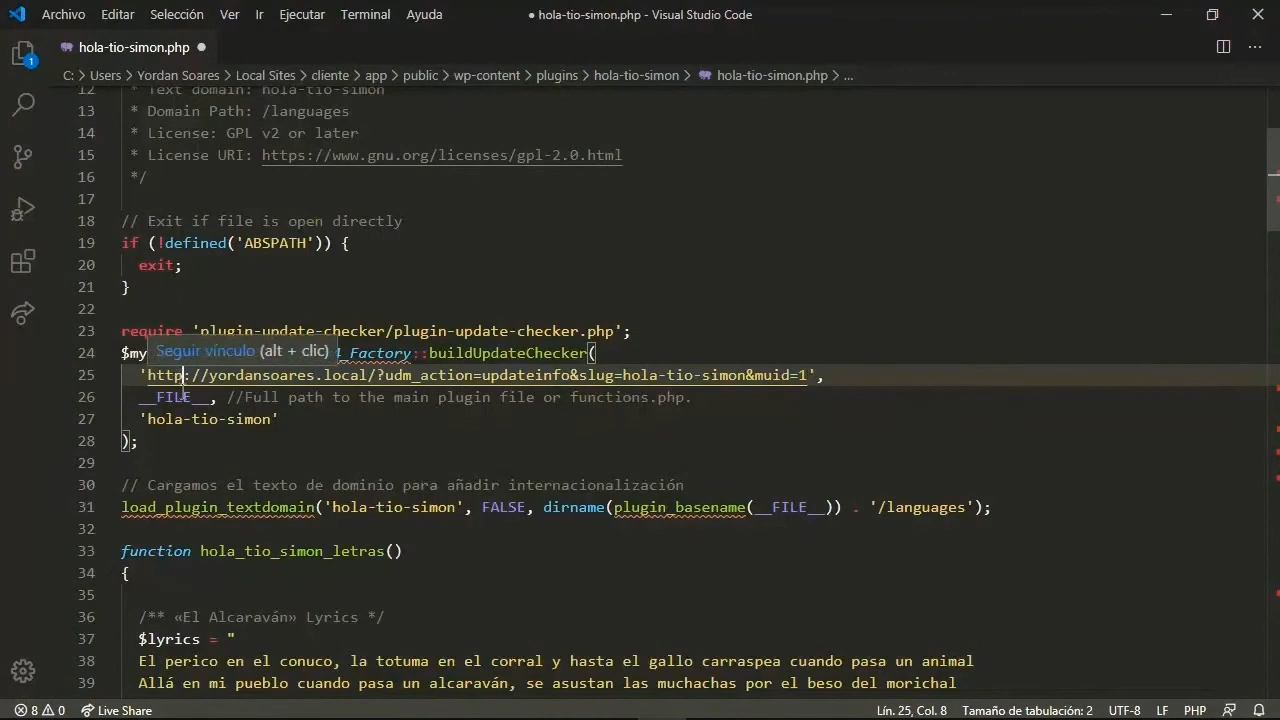 Archivo Editar Selección Ver Ir Ejecutar Terminal Ayuda
● hola-tio-simon.php - Visual Studio Code
hola-tio-simon.php ●
C: > Users > Yordan Soares > Local Sites > cliente > app > public > wp-content > plugins > hola-tio-simon > hola-tio-simon.php > ...
12 * Text domain: hola-tio-simon
13 * Domain Path: /languages
14 * License: GPL v2 or later
15 * License URI: https://www.gnu.org/licenses/gpl-2.0.html
16 */
17
18 // Exit if file is open directly
19 if (!defined('ABSPATH')) {
20 exit;
21 }
22
23 require 'plugin-update-checker/plugin-update-checker.php';
Seguir vínculo (alt + clic)
24 $my _Factory::buildUpdateChecker(
25 'http://yordansoares.local/?udm_action=updateinfo&slug=hola-tio-simon&muid=1',
26 __FILE__, //Full path to the main plugin file or functions.php.
27 'hola-tio-simon'
28 );
29
30 // Cargamos el texto de dominio para añadir internacionalización
31 load_plugin_textdomain('hola-tio-simon', FALSE, dirname(plugin_basename(__FILE__)) . '/languages');
32
33 function hola_tio_simon_letras()
34 {
35
36 /** «El Alcaraván» Lyrics */
37 $lyrics = "
38 El perico en el conuco, la totuma en el corral y hasta el gallo carraspea cuando pasa un animal
39 Allá en mi pueblo cuando pasa un alcaraván, se asustan las muchachas por el beso del morichal
1
8 0 Live Share
Lín. 25, Col. 8 Tamaño de tabulación: 2 UTF-8 LF PHP